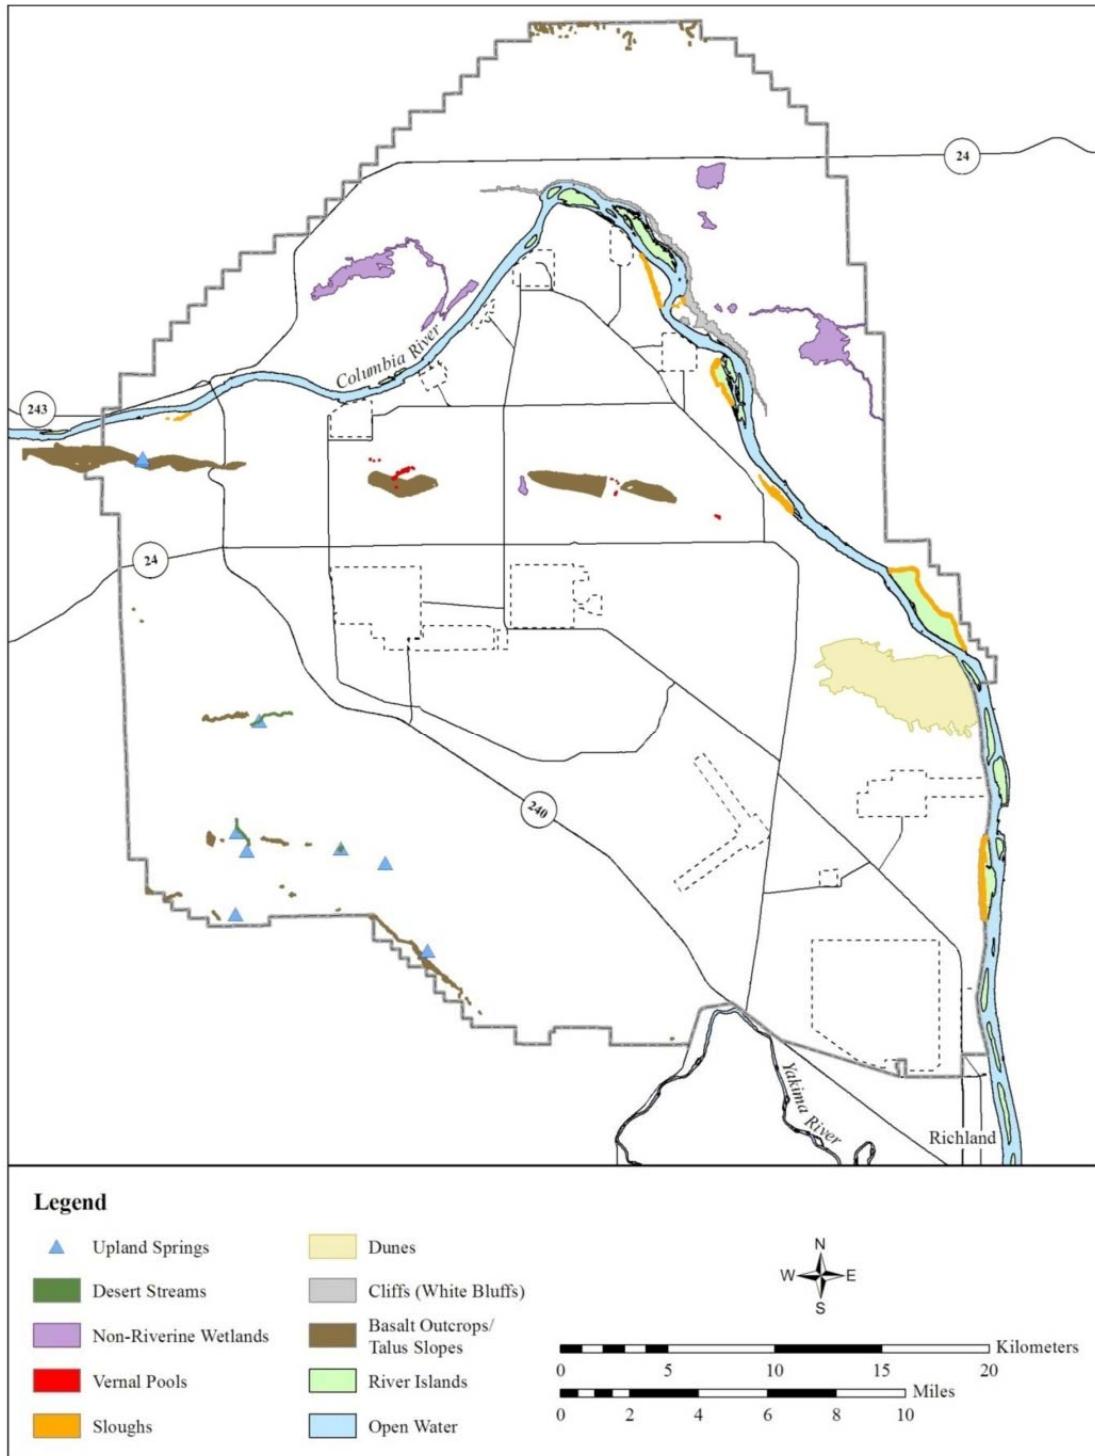 24
Columbia River
243
24
240
Yakima River
Richland
Legend
Upland Springs
Desert Streams
Non-Riverine Wetlands
Vernal Pools
Sloughs
Dunes
Cliffs (White Bluffs)
Basalt Outcrops/
Talus Slopes
River Islands
Open Water
N
W E
S
Kilometers
0 5 10 15 20
Miles
0 2 4 6 8 10